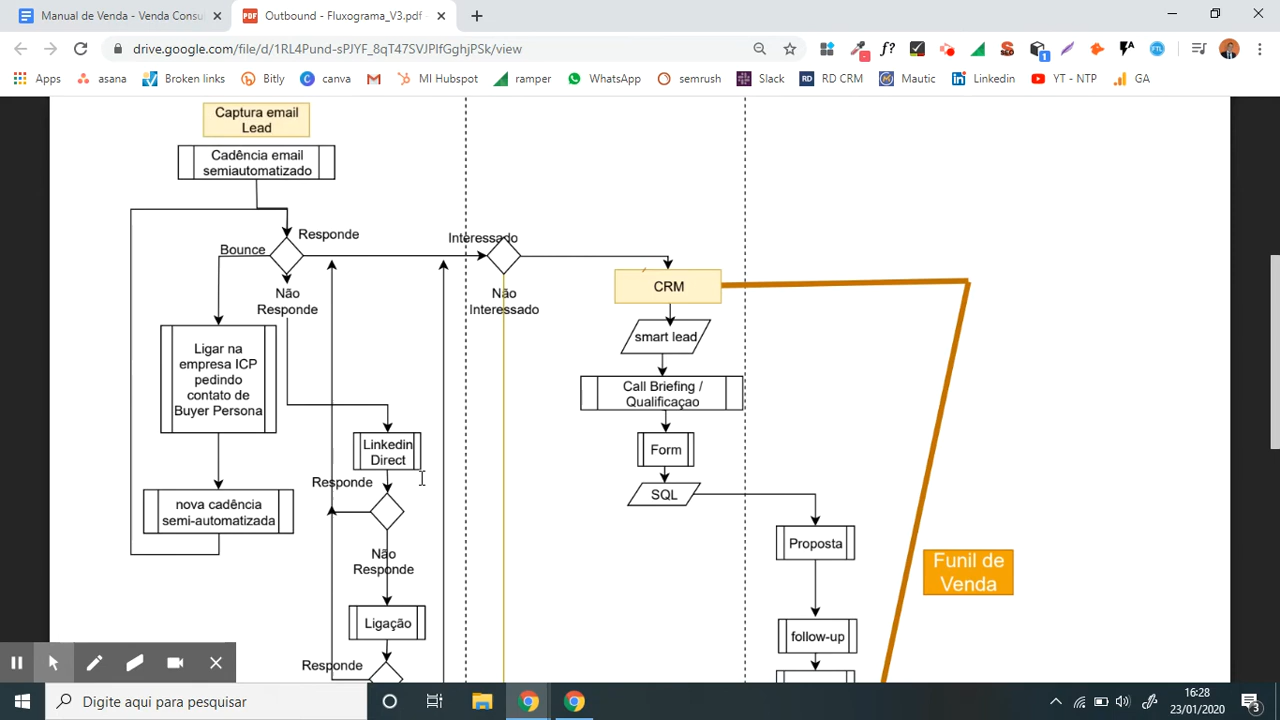 Manual de Venda - Venda Consu
Outbound - Fluxograma_V3.pdf -
drive.google.com/file/d/1RL4Pund-sPJYF_8qT47SVJPlfGghjPSk/view
Apps asana Broken links Bitly canva MI Hubspot ramper WhatsApp semrush Slack RD CRM Mautic Linkedin YT - NTP GA
Captura email
Lead
Cadência email
semiautomatizado
Responde
Bounce
Interessado
Não
Responde
Não
Interessado
CRM
smart lead
Ligar na
empresa ICP
pedindo
contato de
Buyer Persona
Call Briefing /
Qualificaçao
Linkedin
Direct
Form
Responde
SQL
nova cadência
semi-automatizada
Proposta
Não
Responde
Funil de
Venda
Ligação
follow-up
Responde
Digite aqui para pesquisar
16:28
23/01/2020